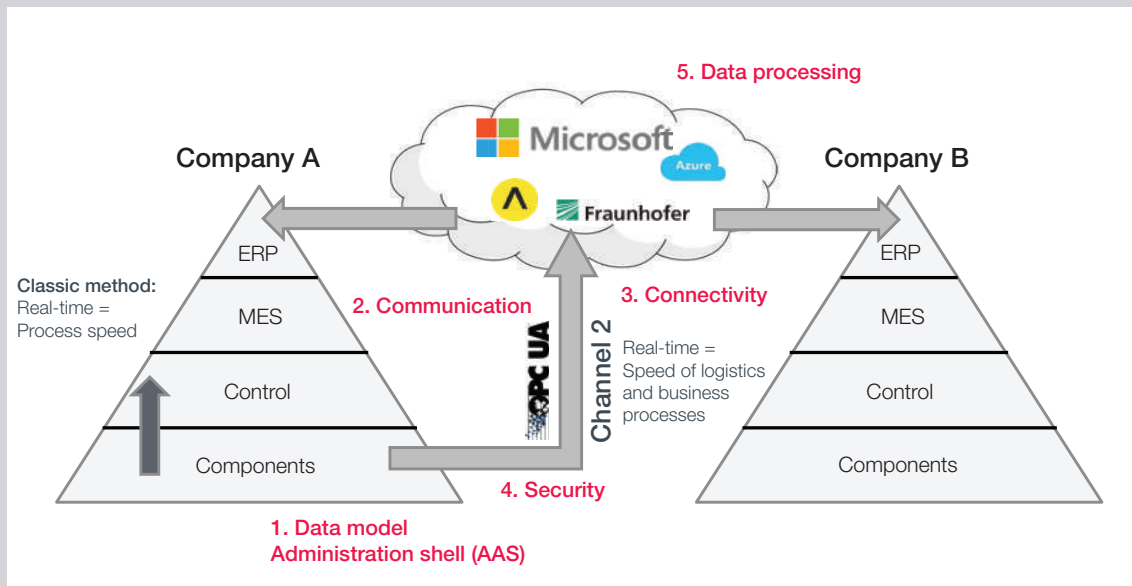 5. Data processing
Microsoft
Azure
Company A
Company B
Fraunhofer
ERP
ERP
Classic method:
Real-time =
Process speed
2. Communication
3. Connectivity
MES
MES
OPC UA
Channel 2
Real-time =
Speed of logistics
and business
processes
Control
Control
Components
Components
4. Security
1. Data model
Administration shell (AAS)